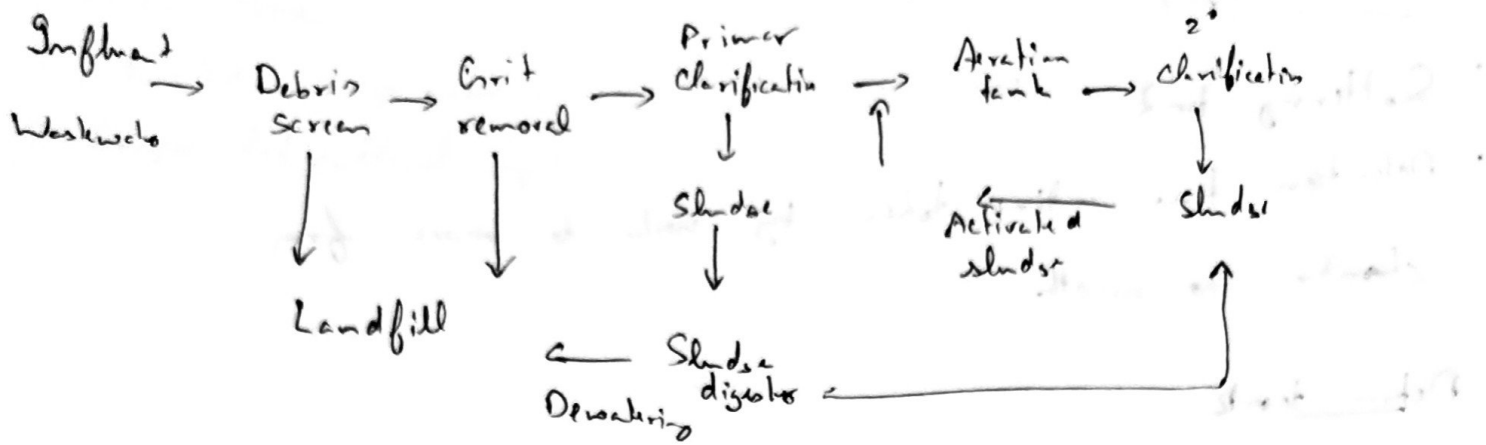 Influent
Wastewater
Debris
screen
Grit
removal
Primary
clarification
Aeration
tank
2°
clarification
Sludge
Sludge
Activated
sludge
Landfill
Sludge
digester
Dewatering